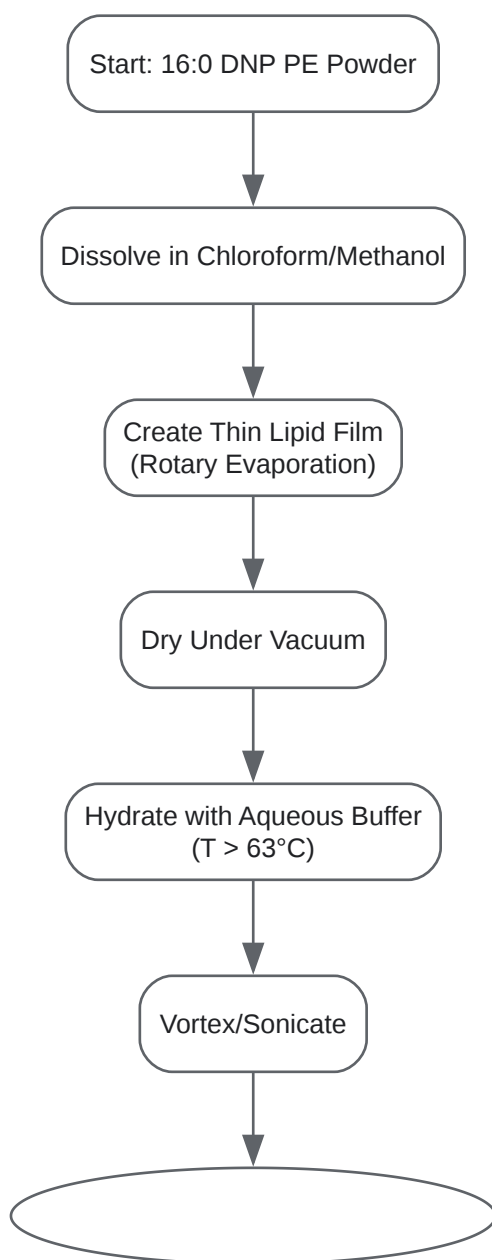 Start: 16:0 DNP PE Powder
Dissolve in Chloroform/Methanol
Create Thin Lipid Film
(Rotary Evaporation)
Dry Under Vacuum
Hydrate with Aqueous Buffer
(T > 63°C)
Vortex/Sonicate